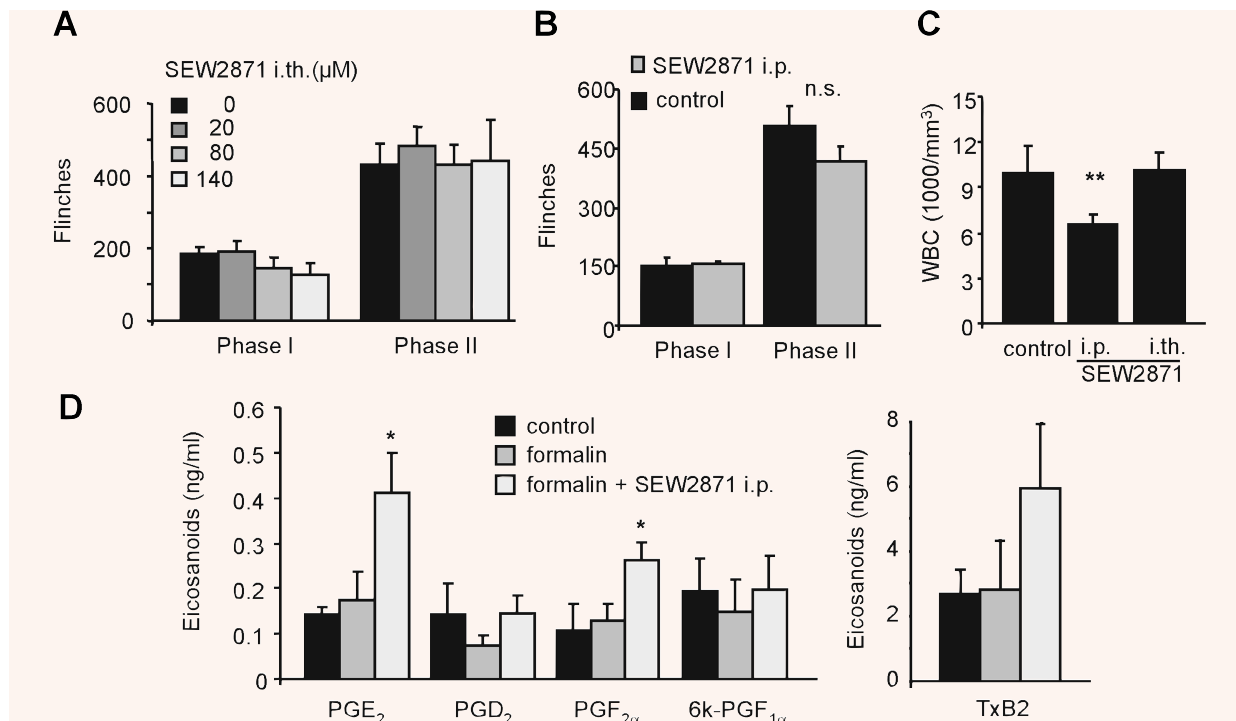 A
SEW2871 i.th.(µM)
600
400
200
0
Flinches
0
20
80
140
Phase I
Phase II
B
SEW2871 i.p.
control
n.s.
600
450
300
150
0
Flinches
Phase I
Phase II
C
15
12
9
6
3
0
WBC (1000/mm³)
**
control i.p. i.th.
SEW2871
D
0.6
0.5
0.4
0.3
0.2
0.1
0
Eicosanoids (ng/ml)
*
*
control
formalin
formalin + SEW2871 i.p.
PGE₂ PGD₂ PGF₂α 6k-PGF₁α
8
6
4
2
0
Eicosanoids (ng/ml)
TxB2